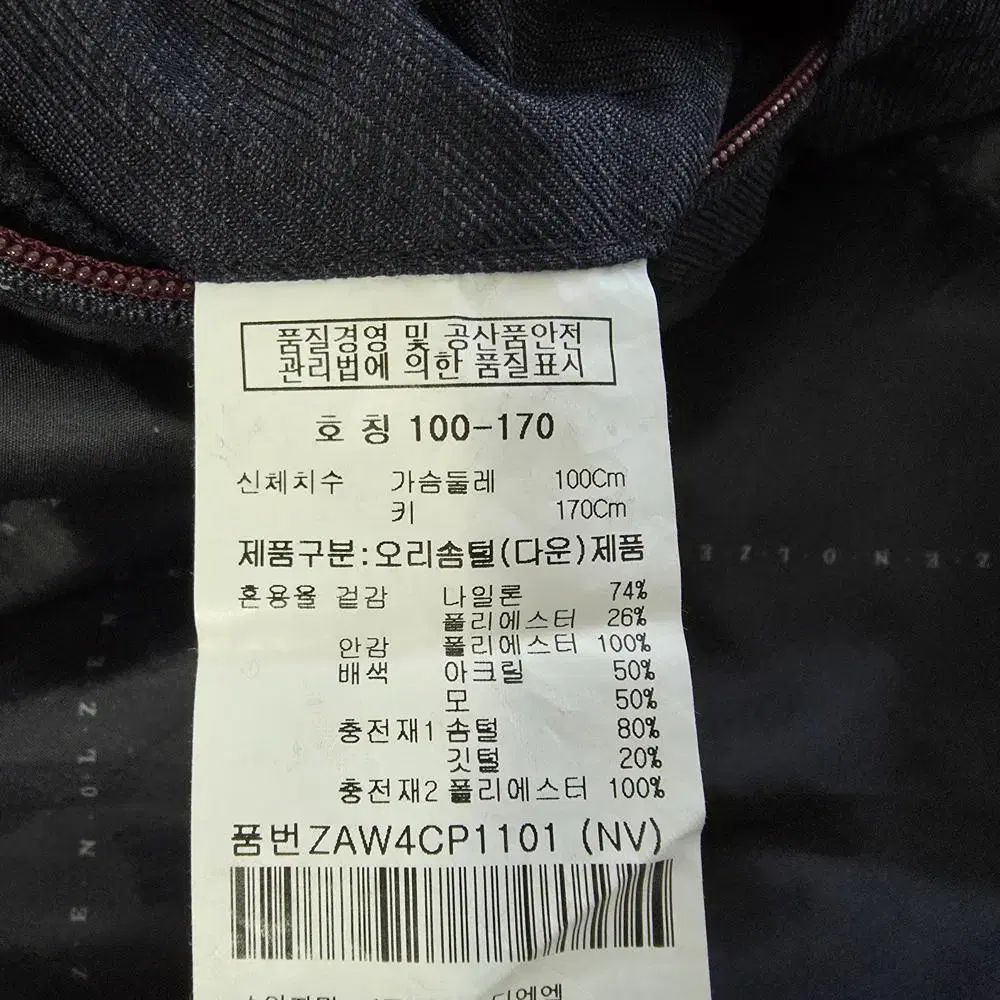 품질경영 및 공산품안전
관리법에 의한 품질표시
호 칭 100-170
신체치수 가슴둘레 100Cm
키 170Cm
제품구분:오리솜털(다운)제품
혼용율 겉감 나일론 74%
폴리에스터 26%
안감 폴리에스터 100%
배색 아크릴 50%
모 50%
충전재1 솜털 80%
깃털 20%
충전재2 폴리에스터 100%
품번ZAW4CP1101 (NV)
디엠엠
Z·E·N·O·L·Z·E·N
Z·E·N·O·L·Z·E